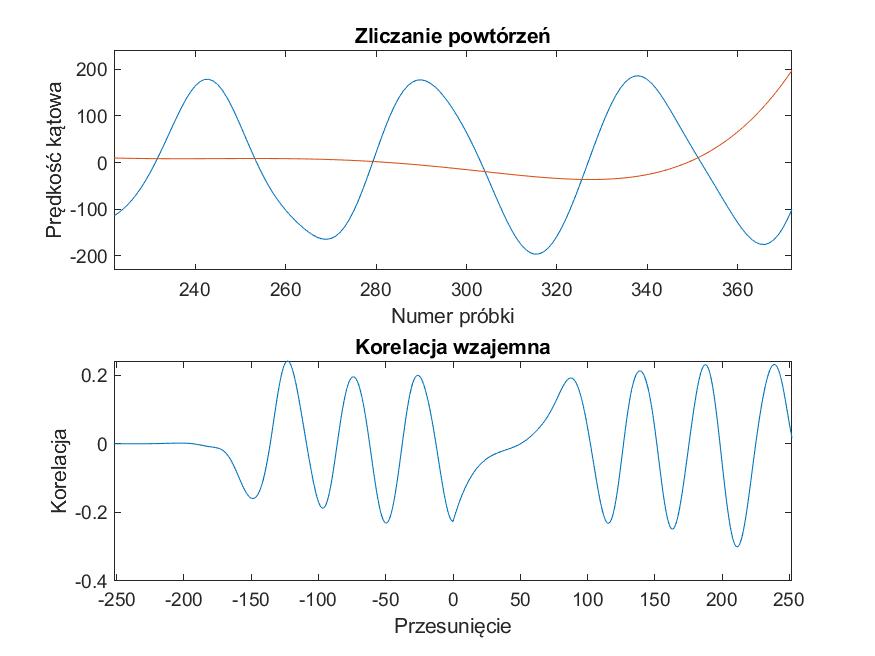 Zliczanie powtórzeń
200
100
0
-100
-200
Prędkość kątowa
240 260 280 300 320 340 360
Numer próbki
Korelacja wzajemna
0.2
0
-0.2
-0.4
Korelacja
-250 -200 -150 -100 -50 0 50 100 150 200 250
Przesunięcie